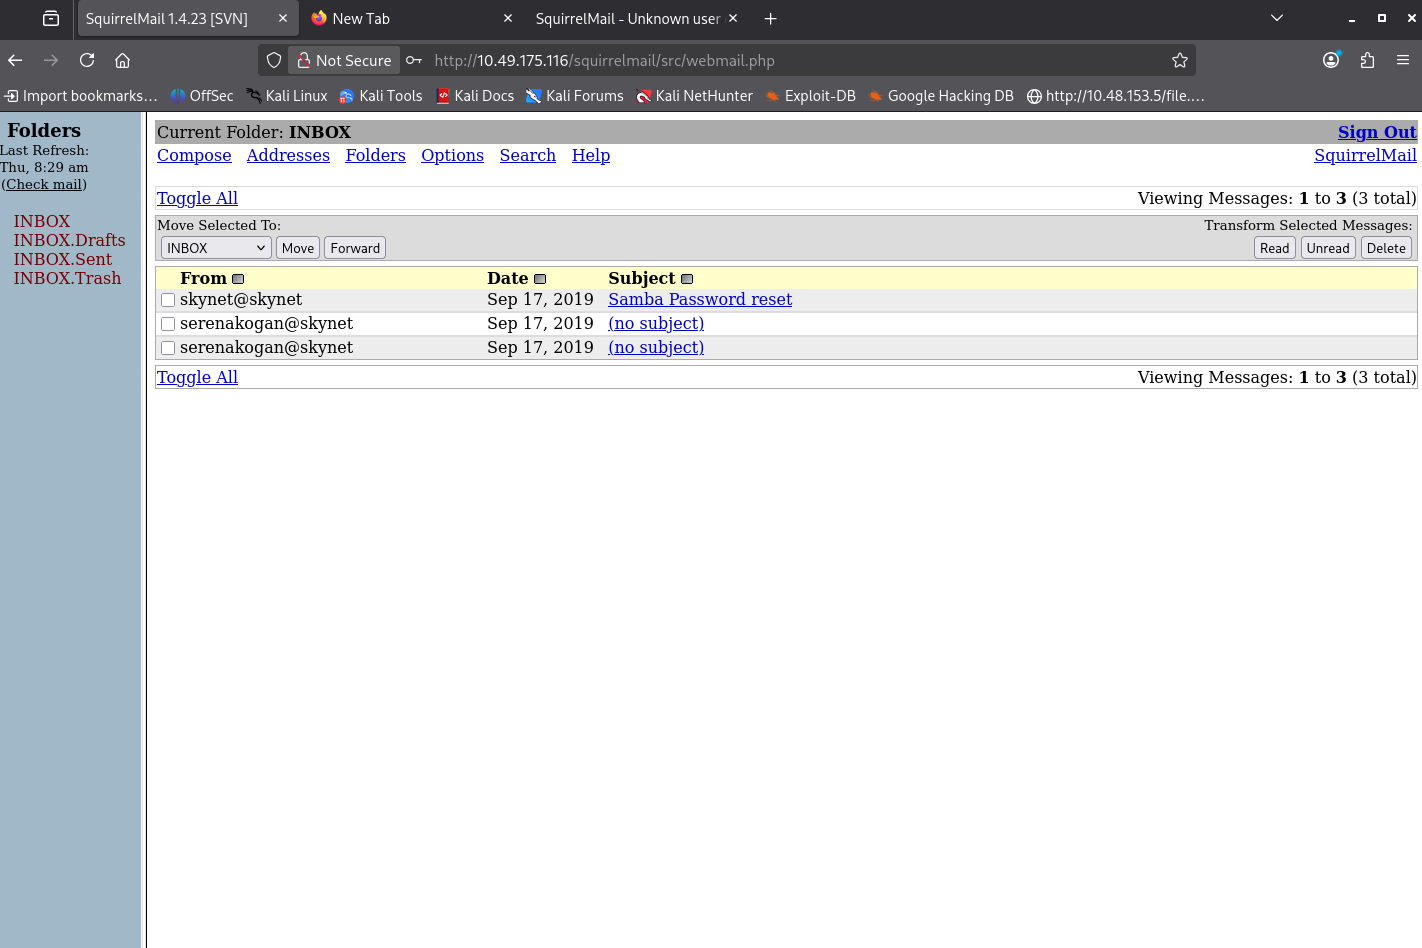 SquirrelMail 1.4.23 [SVN]
New Tab
SquirrelMail - Unknown user
Not Secure
http://10.49.175.116/squirrelmail/src/webmail.php
Import bookmarks... OffSec Kali Linux Kali Tools Kali Docs Kali Forums Kali NetHunter Exploit-DB Google Hacking DB http://10.48.153.5/file....
Folders
Last Refresh:
Thu, 8:29 am
(Check mail)
INBOX
INBOX.Drafts
INBOX.Sent
INBOX.Trash
Current Folder: INBOX Sign Out
Compose Addresses Folders Options Search Help SquirrelMail
Toggle All Viewing Messages: 1 to 3 (3 total)
Move Selected To: Transform Selected Messages:
INBOX Move Forward Read Unread Delete
From Date Subject
skynet@skynet Sep 17, 2019 Samba Password reset
serenakogan@skynet Sep 17, 2019 (no subject)
serenakogan@skynet Sep 17, 2019 (no subject)
Toggle All Viewing Messages: 1 to 3 (3 total)